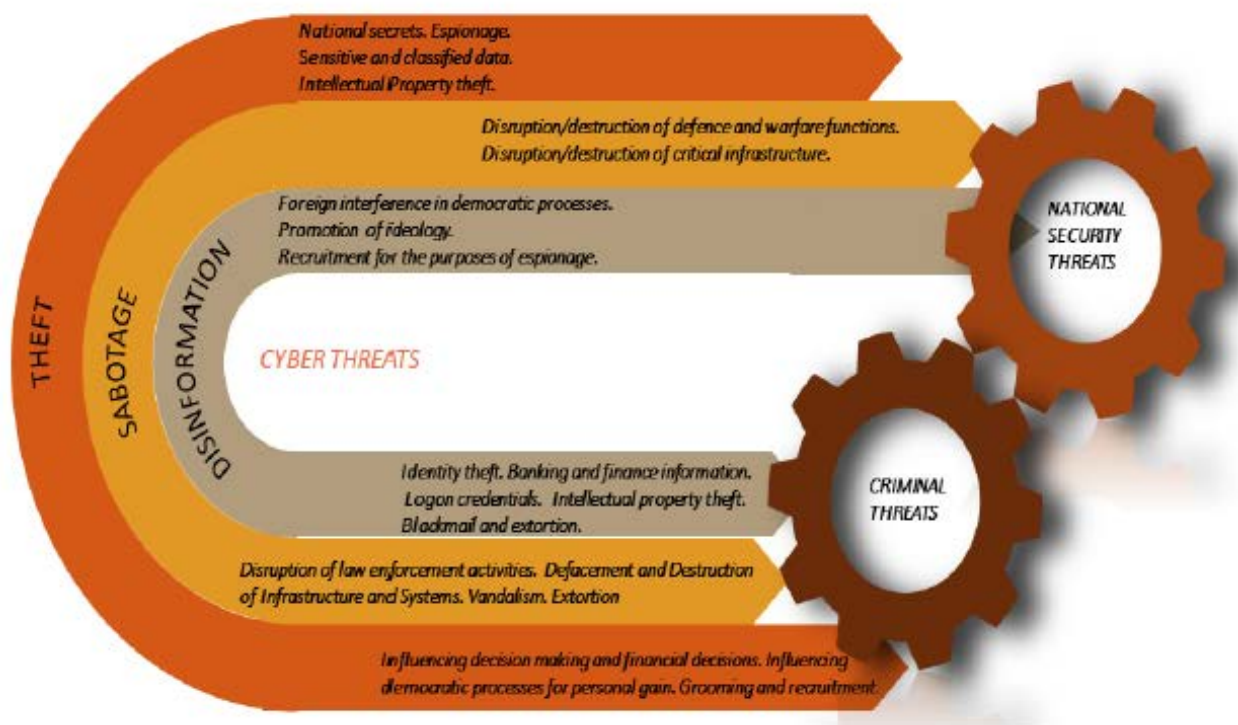 National secrets. Espionage.
Sensitive and classified data.
Intellectual Property theft.
Disruption/destruction of defence and warfare functions.
Disruption/destruction of critical infrastructure.
Foreign interference in democratic processes.
Promotion of ideology.
Recruitment for the purposes of espionage.
NATIONAL
SECURITY
THREATS
THEFT
SABOTAGE
DISINFORMATION
CYBER THREATS
Identity theft. Banking and finance information.
Logon credentials. Intellectual property theft.
Blackmail and extortion.
CRIMINAL
THREATS
Disruption of law enforcement activities. Defacement and Destruction
of Infrastructure and Systems. Vandalism. Extortion
Influencing decision making and financial decisions. Influencing
democratic processes for personal gain. Grooming and recruitment.